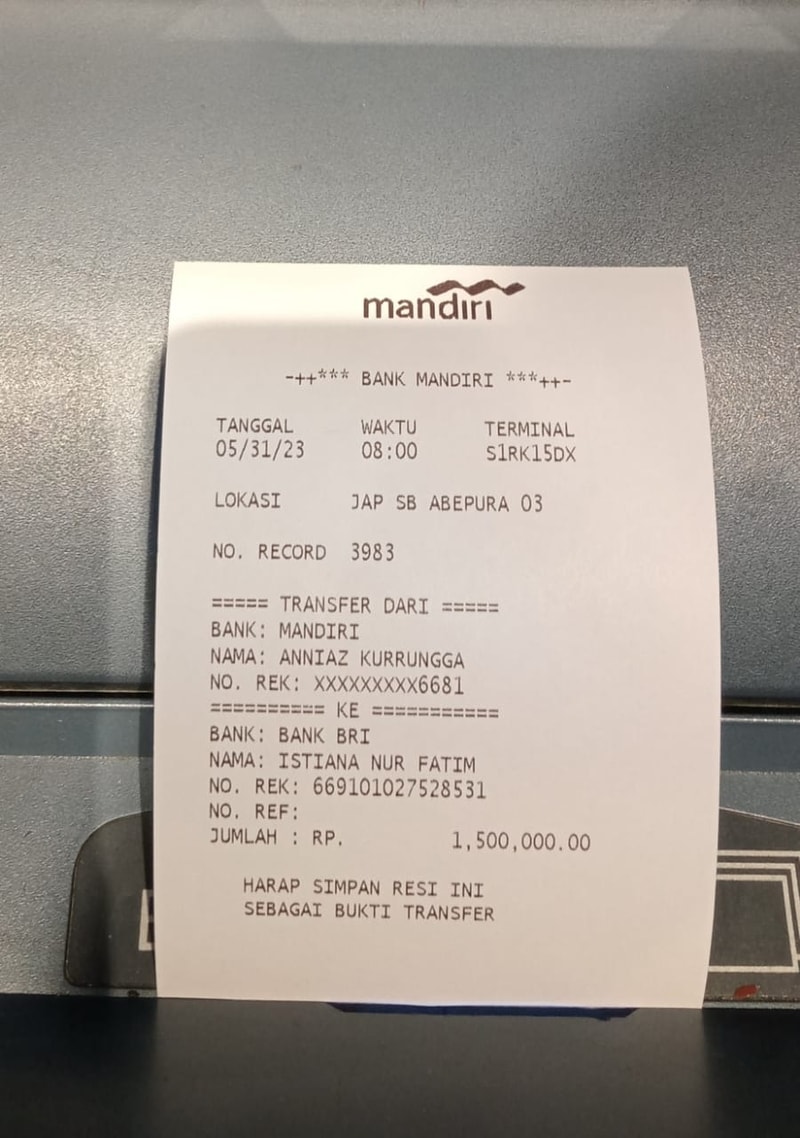 mandiri
-++*** BANK MANDIRI ***++-
TANGGAL WAKTU TERMINAL
05/31/23 08:00 S1RK15DX
LOKASI JAP SB ABEPURA 03
NO. RECORD 3983
===== TRANSFER DARI =====
BANK: MANDIRI
NAMA: ANNIAZ KURRUNGGA
NO. REK: XXXXXXXXX6681
========== KE ===========
BANK: BANK BRI
NAMA: ISTIANA NUR FATIM
NO. REK: 669101027528531
NO. REF:
JUMLAH : RP. 1,500,000.00
HARAP SIMPAN RESI INI
SEBAGAI BUKTI TRANSFER